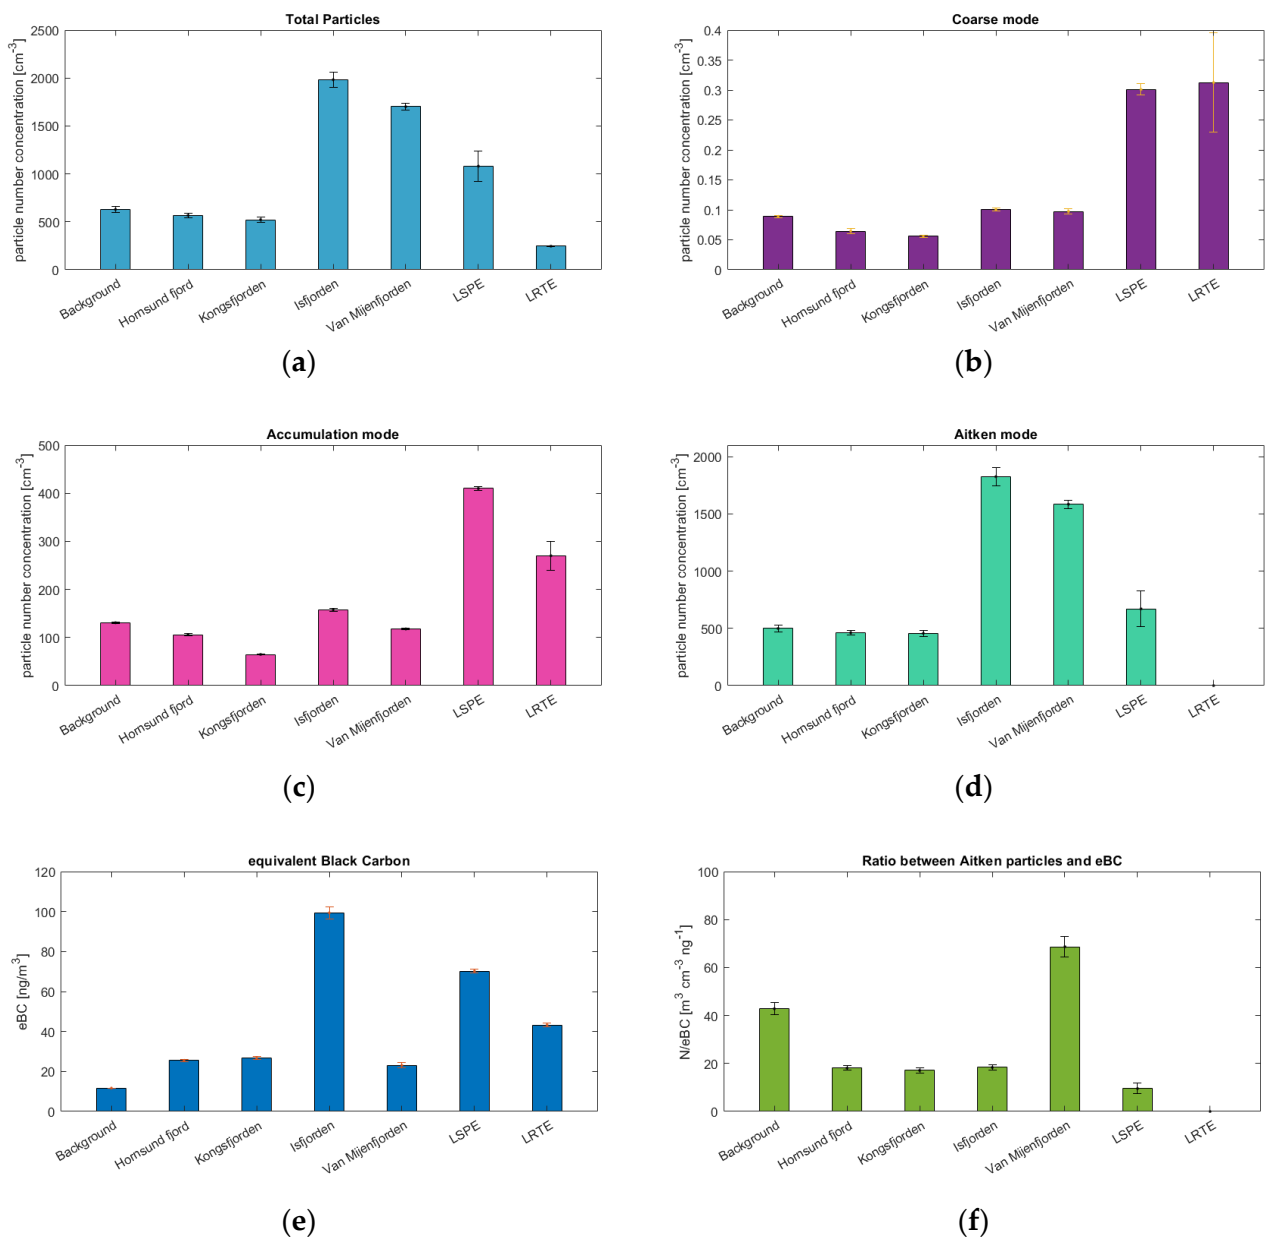 Total Particles
particle number concentration [cm⁻³]
2500
2000
1500
1000
500
0
Background
Hornsund fjord
Kongsfjorden
Isfjorden
Van Mijenfjorden
LSPE
LRTE
(a)
Coarse mode
particle number concentration [cm⁻³]
0.4
0.35
0.3
0.25
0.2
0.15
0.1
0.05
0
Background
Hornsund fjord
Kongsfjorden
Isfjorden
Van Mijenfjorden
LSPE
LRTE
(b)
Accumulation mode
particle number concentration [cm⁻³]
500
400
300
200
100
0
Background
Hornsund fjord
Kongsfjorden
Isfjorden
Van Mijenfjorden
LSPE
LRTE
(c)
Aitken mode
particle number concentration [cm⁻³]
2000
1500
1000
500
0
Background
Hornsund fjord
Kongsfjorden
Isfjorden
Van Mijenfjorden
LSPE
LRTE
(d)
equivalent Black Carbon
eBC [ng/m³]
120
100
80
60
40
20
0
Background
Hornsund fjord
Kongsfjorden
Isfjorden
Van Mijenfjorden
LSPE
LRTE
(e)
Ratio between Aitken particles and eBC
N/eBC [m³ cm⁻³ ng⁻¹]
100
80
60
40
20
0
Background
Hornsund fjord
Kongsfjorden
Isfjorden
Van Mijenfjorden
LSPE
LRTE
(f)